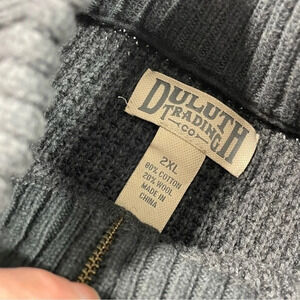 DULUTH
TRADING
CO
2XL
80% COTTON
20% WOOL
MADE IN
CHINA